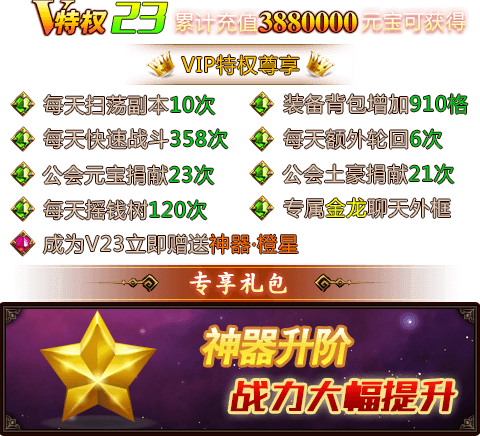 V特权 23 累计充值3880000元宝可获得
VIP特权尊享
每天扫荡副本10次 装备背包增加910格
每天快速战斗358次 每天额外轮回6次
公会元宝捐献23次 公会土豪捐献21次
每天摇钱树120次 专属金龙聊天外框
成为V23立即赠送神器·橙星
专享礼包
神器升阶
战力大幅提升